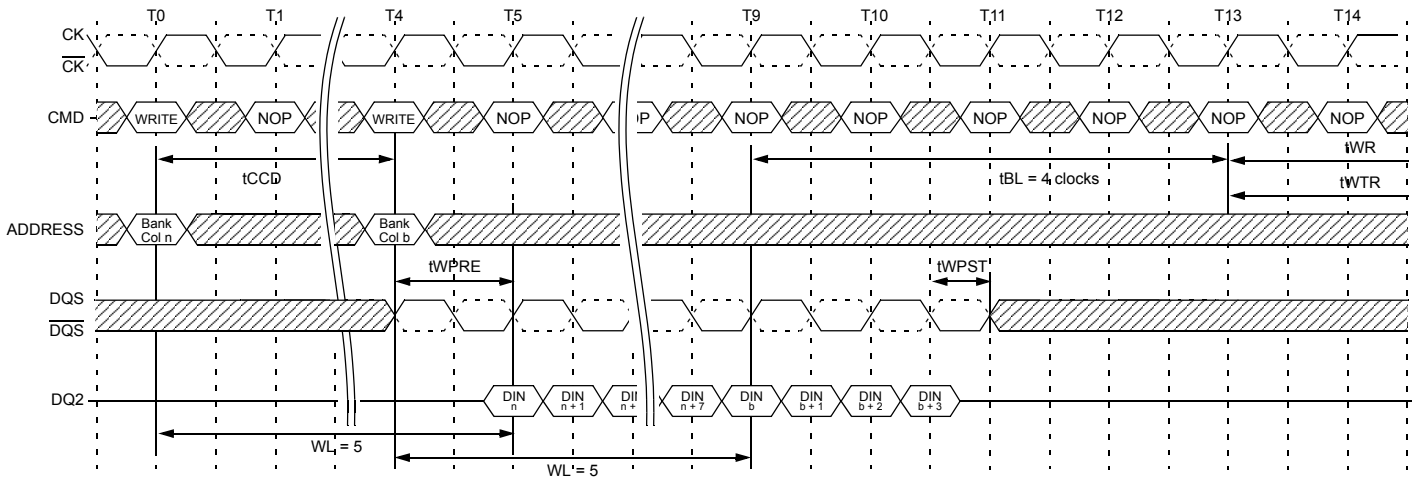 T0 T1 T4 T5 T9 T10 T11 T12 T13 T14
CK
CK
CMD WRITE NOP WRITE NOP NOP NOP NOP NOP NOP NOP
tCCD tBL = 4 clocks tWR
tWTR
ADDRESS Bank Col n Bank Col b
tWPRE tWPST
DQS
DQS
DQ2 DIN n DIN n + 1 DIN n + 7 DIN b DIN b + 1 DIN b + 2 DIN b + 3
WL = 5
WL = 5